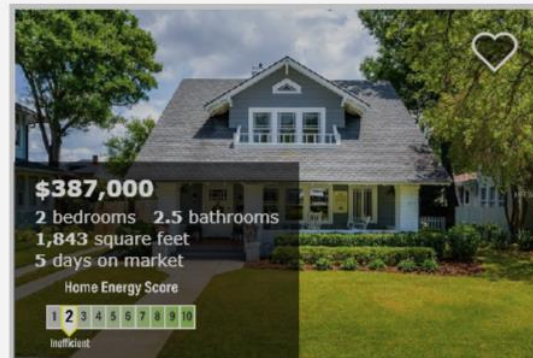 $387,000
2 bedrooms 2.5 bathrooms
1,843 square feet
5 days on market
Home Energy Score
1 2 3 4 5 6 7 8 9 10
Inefficient